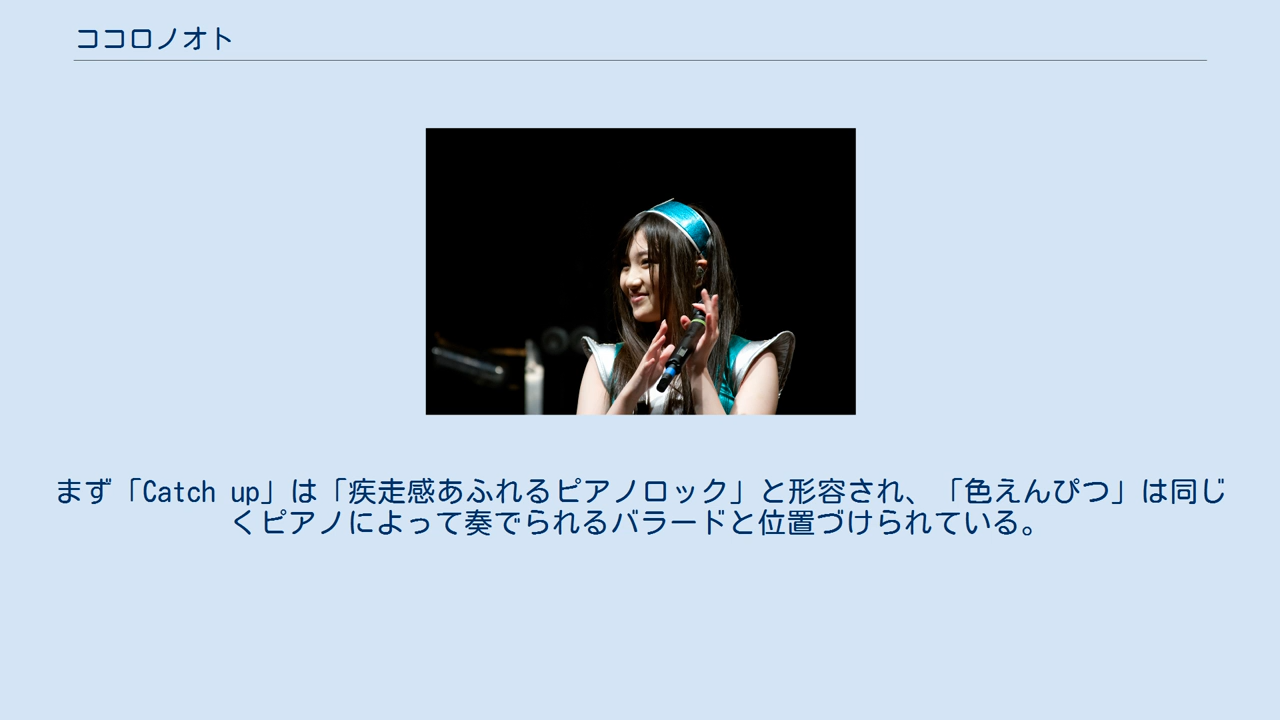 ココロノオト
まず「Catch up」は「疾走感あふれるピアノロック」と形容され、「色えんぴつ」は同じ
くピアノによって奏でられるバラードと位置づけられている。